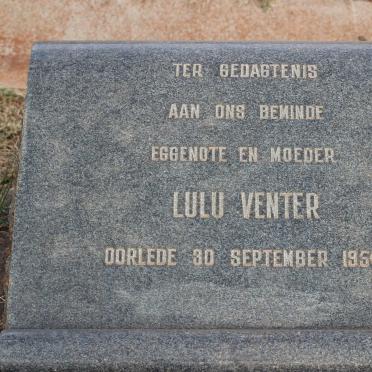 TER GEDAGTENIS
AAN ONS BEMINDE
EGGENOTE EN MOEDER
LULU VENTER
OORLEDE 30 SEPTEMBER